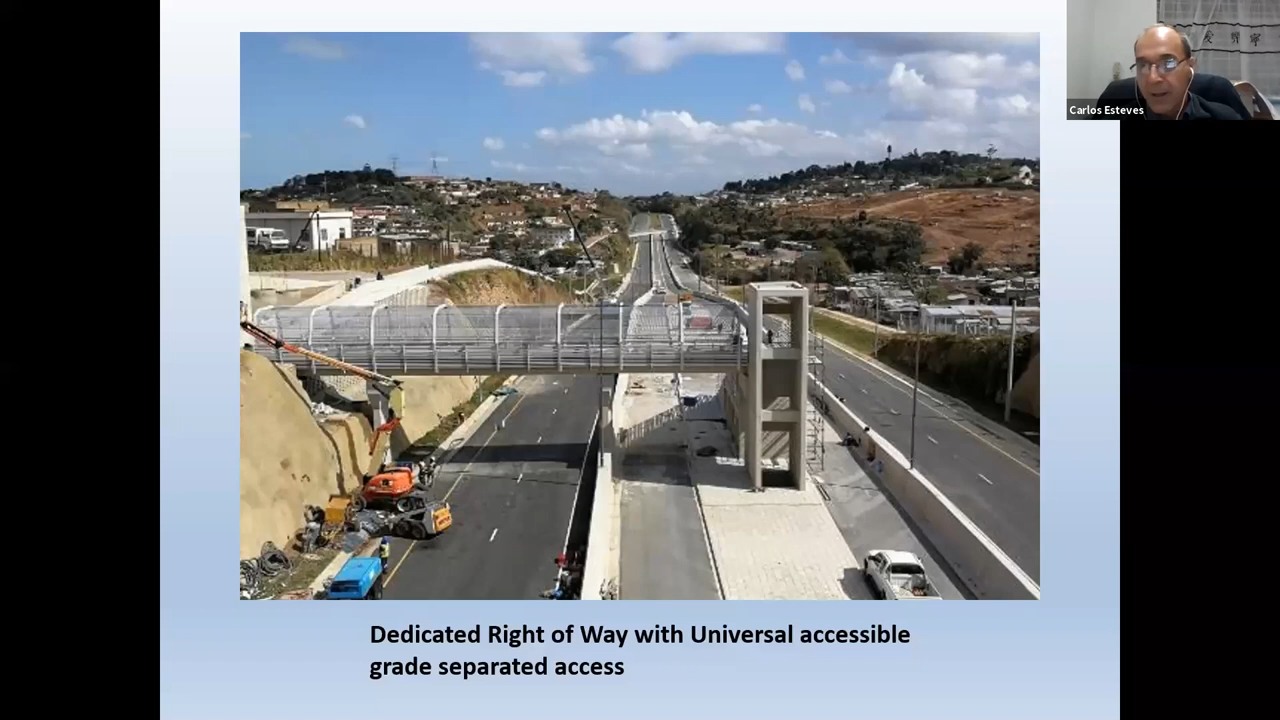 Carlos Esteves
Dedicated Right of Way with Universal accessible
grade separated access